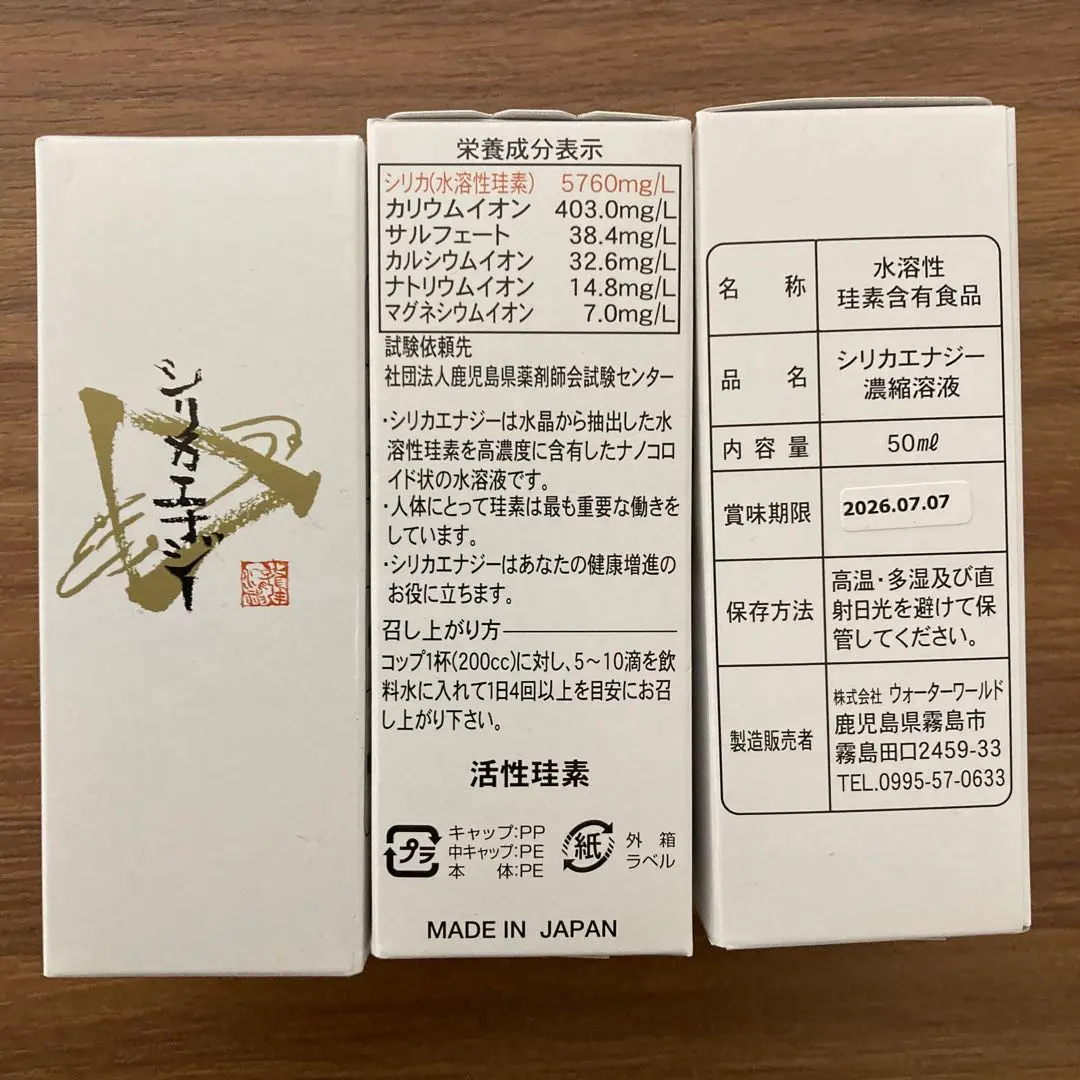 シリカエナジー
栄養成分表示
シリカ(水溶性珪素) 5760mg/L
カリウムイオン 403.0mg/L
サルフェート 38.4mg/L
カルシウムイオン 32.6mg/L
ナトリウムイオン 14.8mg/L
マグネシウムイオン 7.0mg/L
試験依頼先
社団法人鹿児島県薬剤師会試験センター
・シリカエナジーは水晶から抽出した水
溶性珪素を高濃度に含有したナノコロ
イド状の水溶液です。
・人体にとって珪素は最も重要な働きを
しています。
・シリカエナジーはあなたの健康増進の
お役に立ちます。
召し上がり方
コップ1杯(200cc)に対し、5～10滴を飲
料水に入れて1日4回以上を目安にお召
し上がり下さい。
活性珪素
プラ
キャップ:PP
中キャップ:PE
本 体:PE
紙
外 箱
ラベル
MADE IN JAPAN
名 称
水溶性
珪素含有食品
品 名
シリカエナジー
濃縮溶液
内容量
50㎖
賞味期限
2026.07.07
保存方法
高温・多湿及び直
射日光を避けて保
管してください。
製造販売者
株式会社 ウォーターワールド
鹿児島県霧島市
霧島田口2459-33
TEL.0995-57-0633